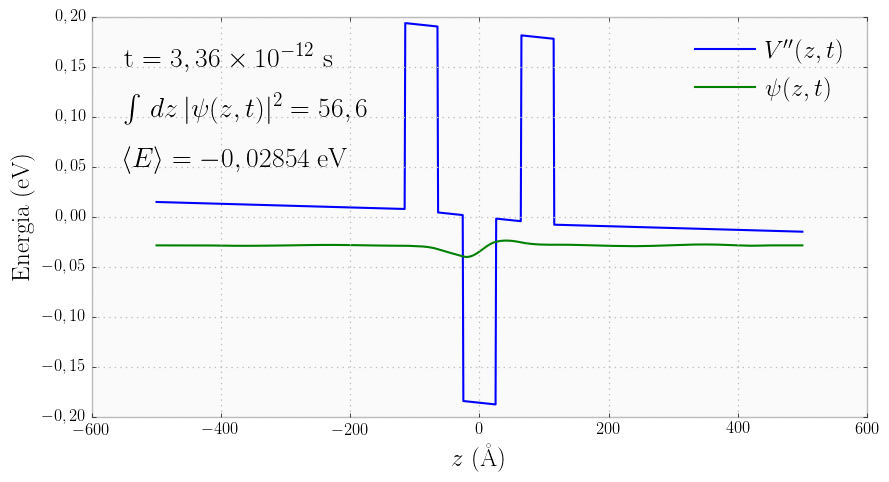 0,20
0,15
0,10
0,05
0,00
−0,05
−0,10
−0,15
−0,20
Energia (eV)
t = 3,36 × 10⁻¹² s
∫ dz |ψ(z,t)|² = 56,6
⟨E⟩ = −0,02854 eV
V″(z,t)
ψ(z,t)
−600 −400 −200 0 200 400 600
z (Å)